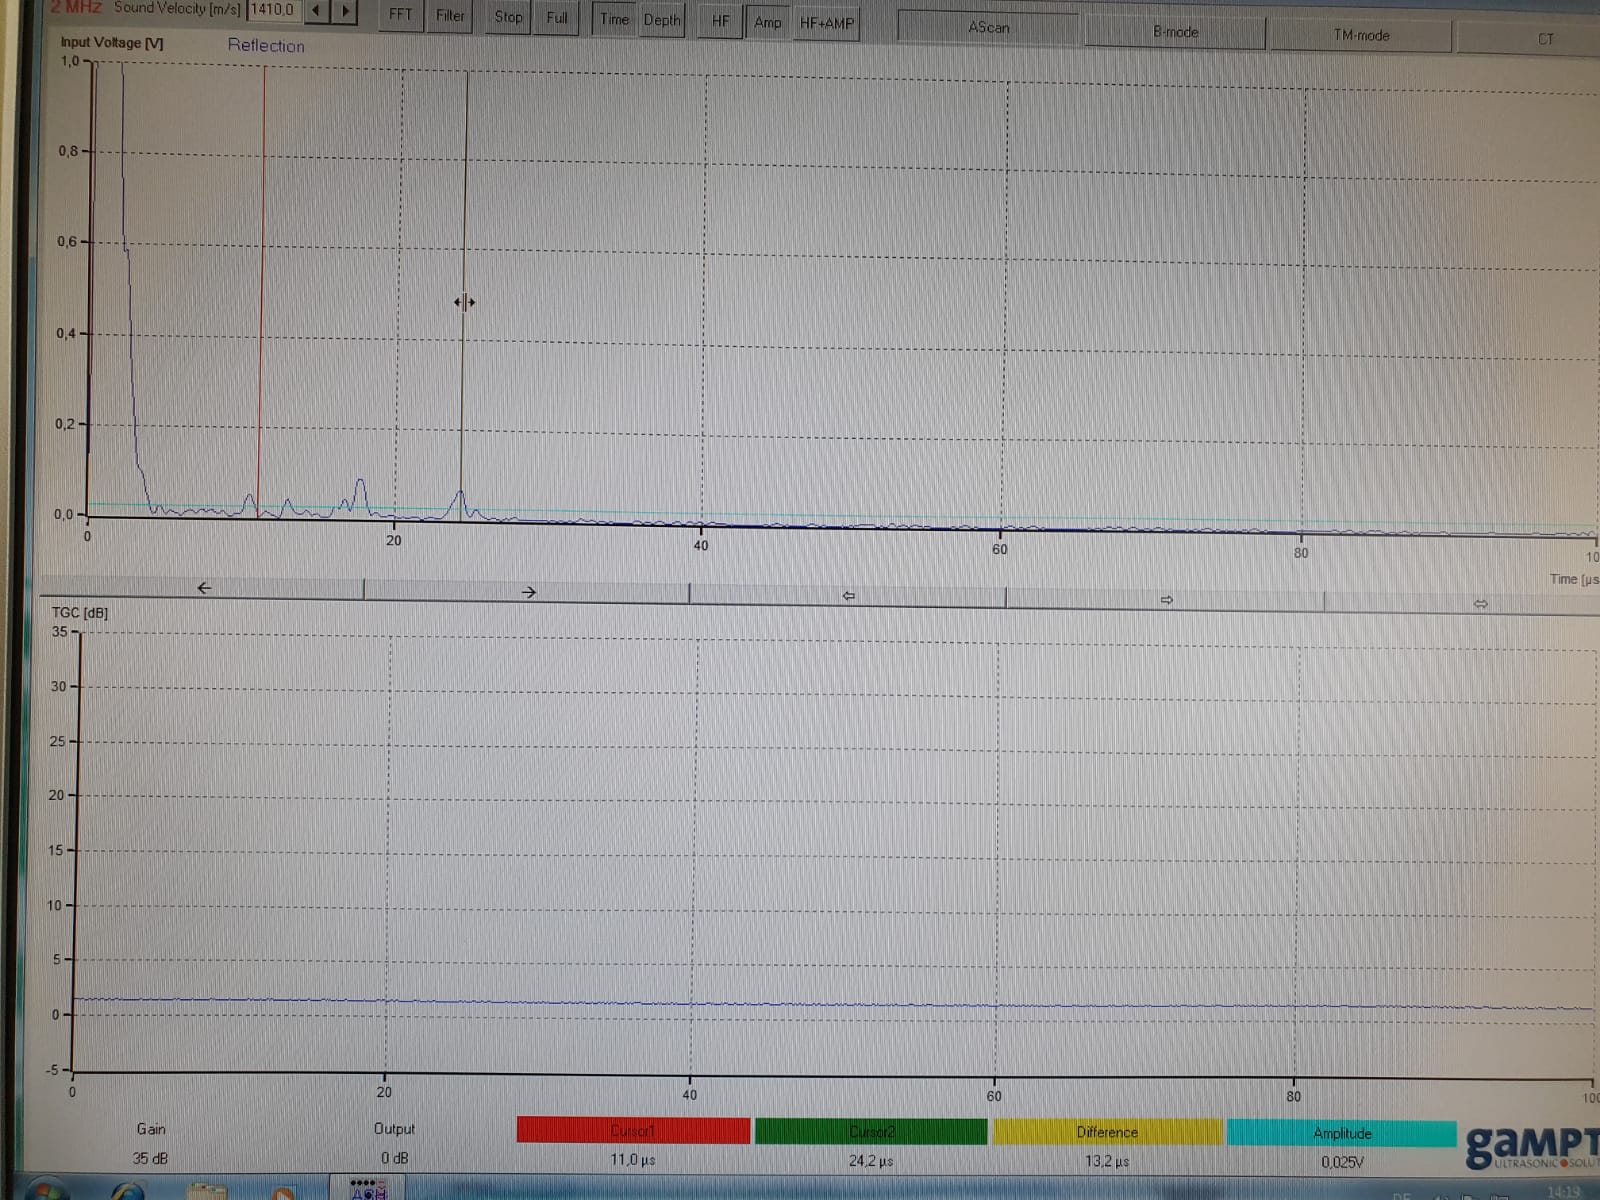 2 MHz Sound Velocity [m/s] 1410,0 FFT Filter Stop Full Time Depth HF Amp HF+AMP AScan B-mode TM-mode CT
Input Voltage [V] Reflection
1,0
0,8
0,6
0,4
0,2
0,0
0 20 40 60 80 10
Time [µs
TGC [dB]
35
30
25
20
15
10
5
0
-5
0 20 40 60 80 100
Gain Output Cursor1 Cursor2 Difference Amplitude
35 dB 0 dB 11,0 µs 24,2 µs 13,2 µs 0,025V
gAMPT
ULTRASONIC SOLU
DE 14:19